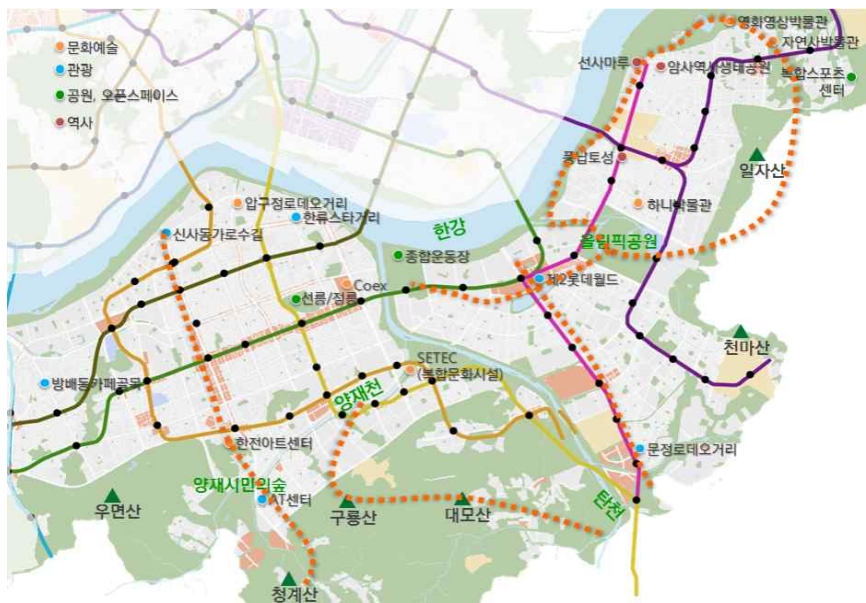 문화예술
관광
공원, 오픈스페이스
역사
영화영상박물관
자연사박물관
선사마루
암사역사생태공원
복합스포츠
센터
풍납토성
일자산
압구정로데오거리
하니박물관
한류스타거리
신사동가로수길
한강
올림픽공원
종합운동장
제2롯데월드
Coex
선릉/정릉
천마산
SETEC
(복합문화시설)
방배동카페골목
양재천
한전아트센터
문정로데오거리
양재시민의숲
AT센터
탄천
우면산
구룡산
대모산
청계산